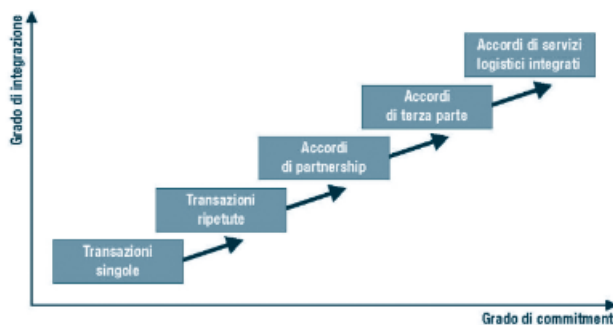 Grado di integrazione
Accordi di servizi
logistici integrati
Accordi
di terza parte
Accordi
di partnership
Transazioni
ripetute
Transazioni
singole
Grado di commitment